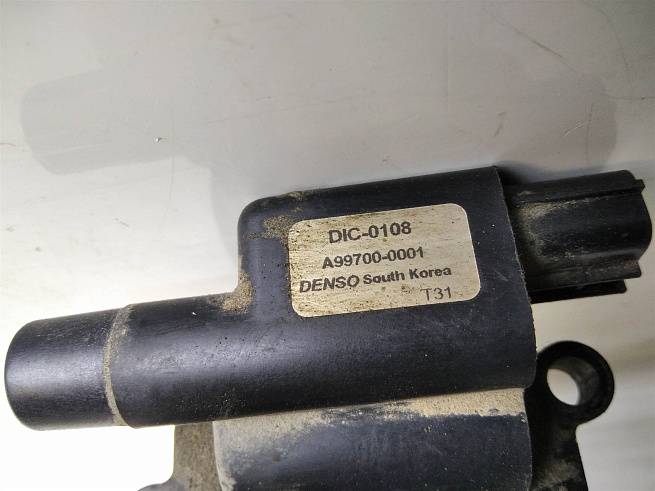 DIC-0108
A99700-0001
DENSO South Korea
T31